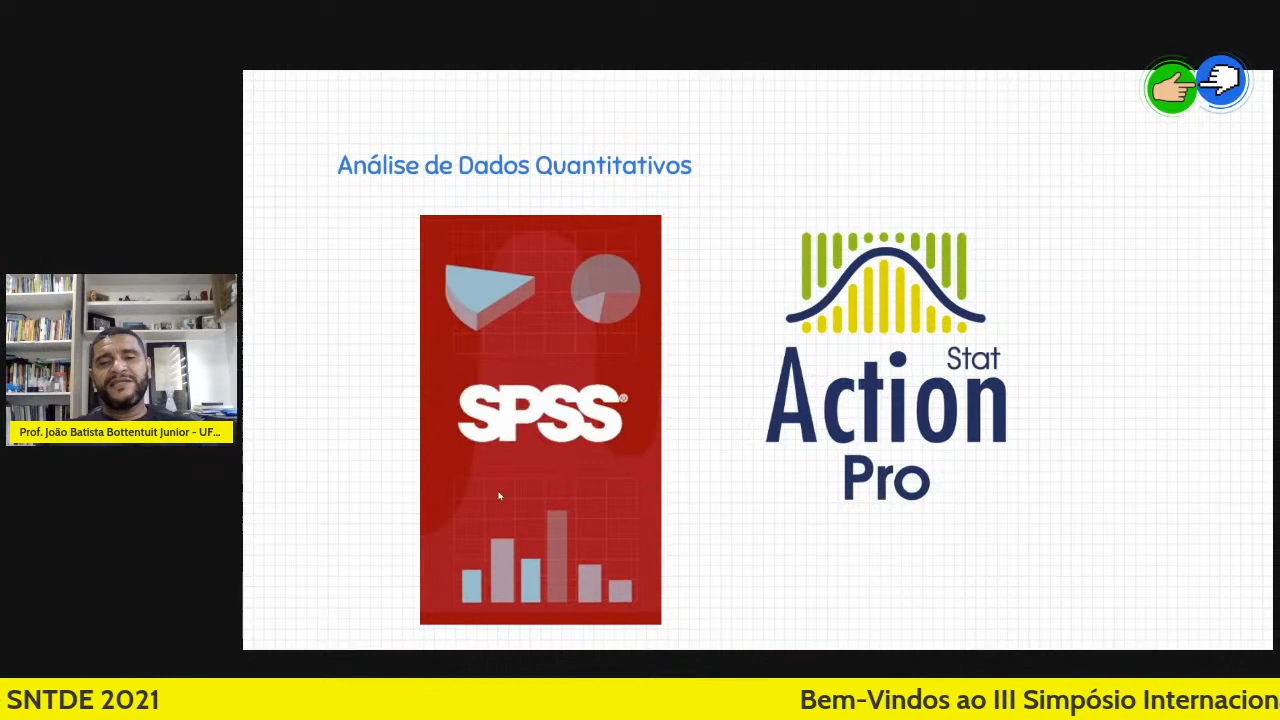 Análise de Dados Quantitativos
SPSS®
Stat
Action
Pro
Prof. João Batista Bottentuit Junior - UF...
SNTDE 2021
Bem-Vindos ao III Simpósio Internacion